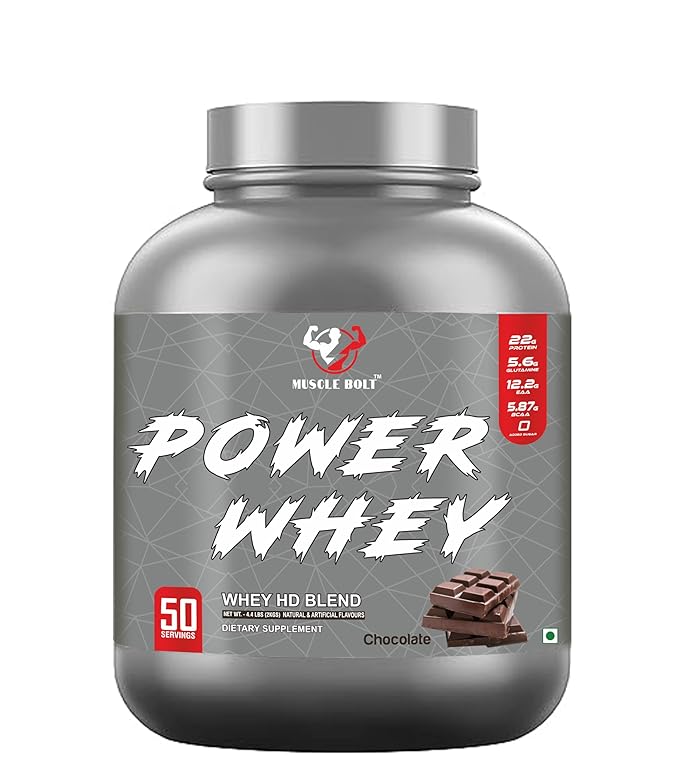 MUSCLE BOLT™
22G
PROTEIN
5.6G
GLUTAMINE
12.2G
EAA
5.87G
BCAA
0
ADDED SUGAR
POWER
WHEY
50
SERVINGS
WHEY HD BLEND
NET WT. - 4.4 LBS (2KGS) NATURAL & ARTIFICIAL FLAVOURS
DIETARY SUPPLEMENT
Chocolate